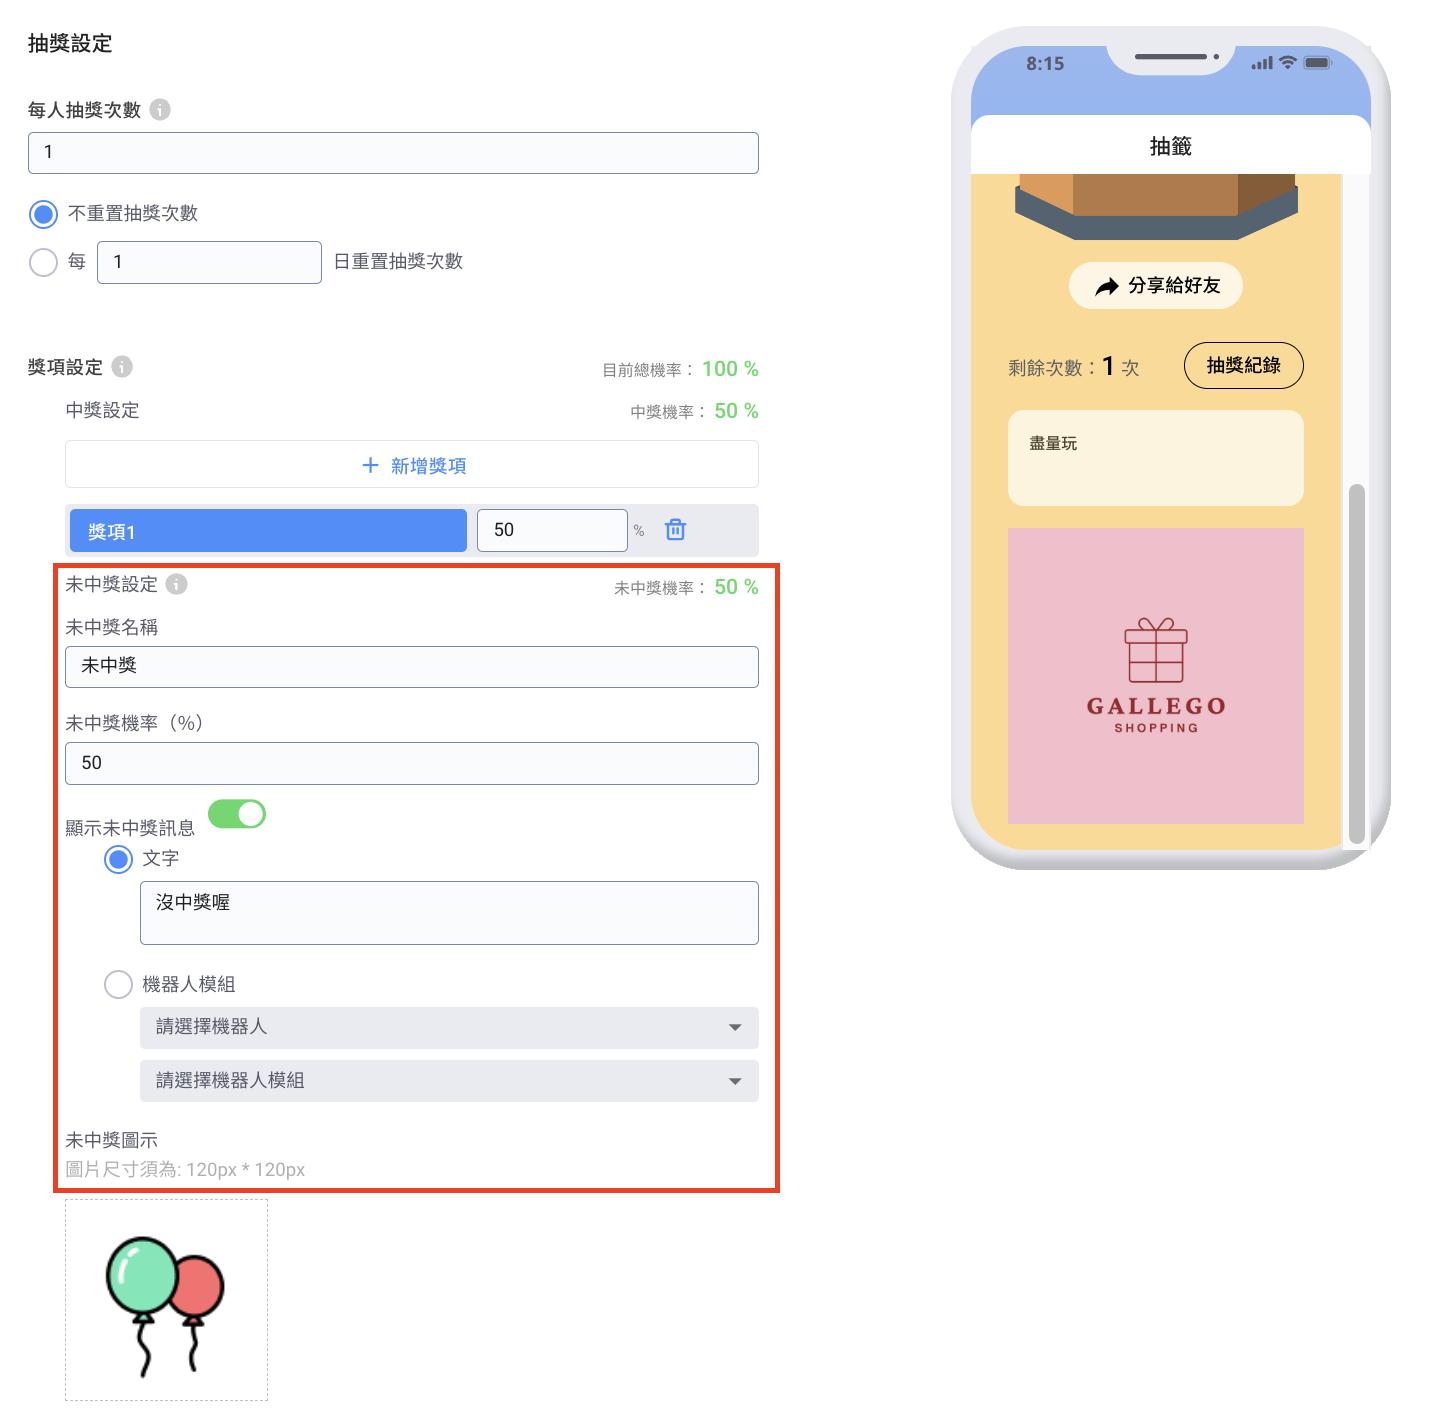 抽獎設定
每人抽獎次數
1
不重置抽獎次數
每 1 日重置抽獎次數
獎項設定
目前總機率： 100 %
中獎設定
中獎機率： 50 %
+ 新增獎項
獎項1
50 %
未中獎設定
未中獎機率： 50 %
未中獎名稱
未中獎
未中獎機率（%）
50
顯示未中獎訊息
文字
沒中獎喔
機器人模組
請選擇機器人
請選擇機器人模組
未中獎圖示
圖片尺寸須為: 120px * 120px
8:15
抽籤
分享給好友
剩餘次數：1 次
抽獎紀錄
盡量玩
GALLEGO
SHOPPING